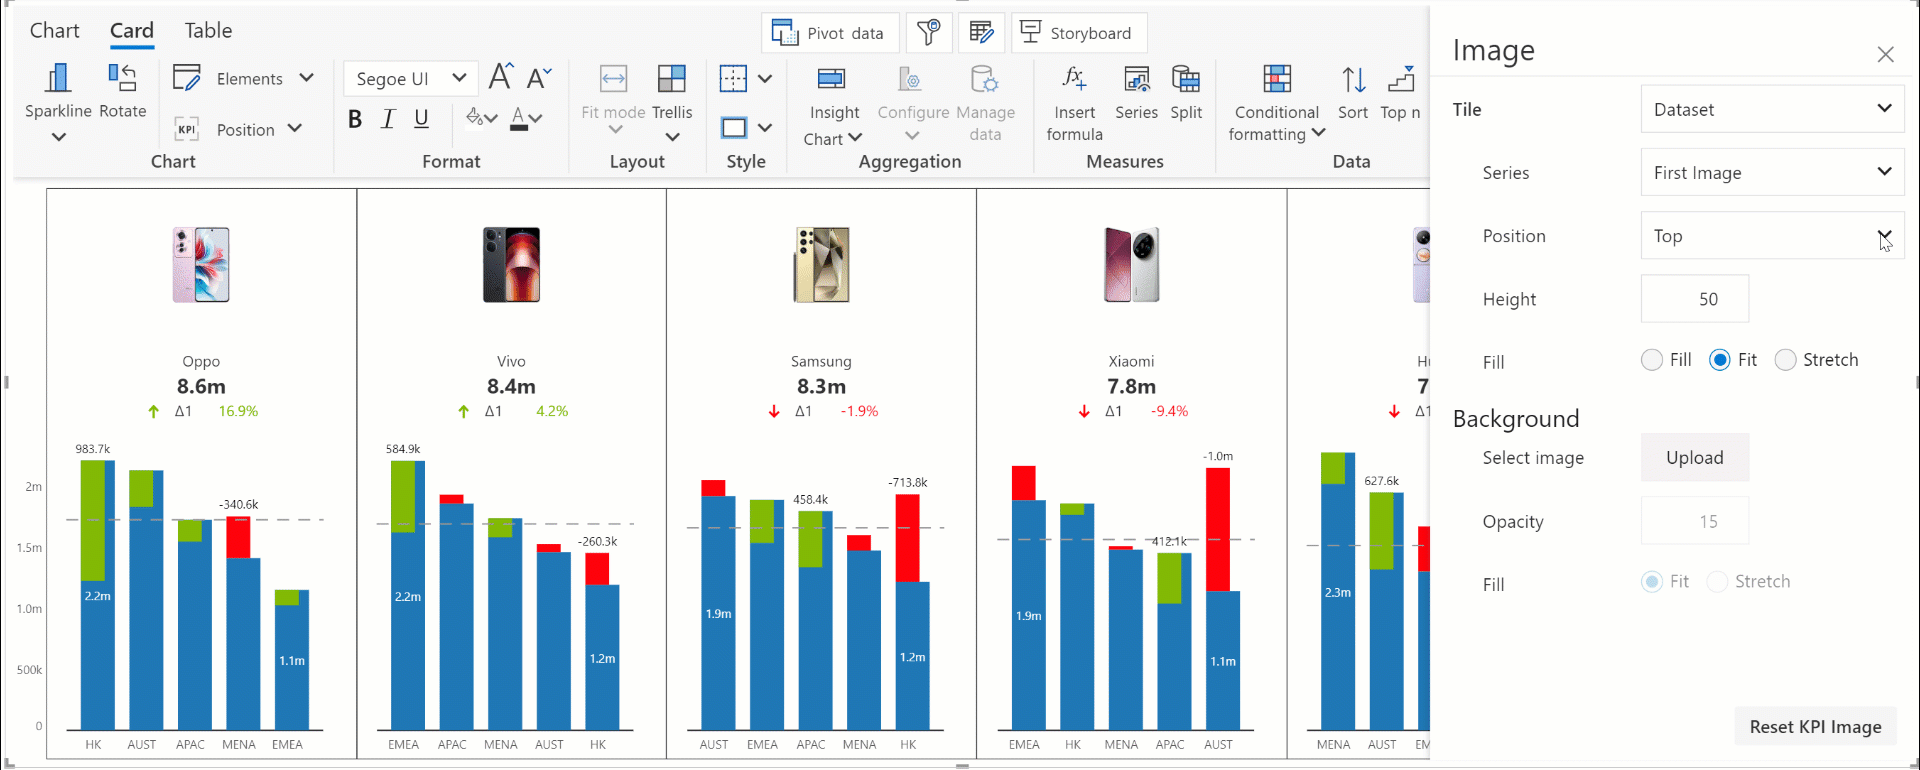 Chart Card Table
Pivot data Storyboard
Sparkline Rotate
KPI
Elements
Position
Chart
Segoe UI A A
B I U A
Format
Fit mode Trellis
Layout
Style
Insight Chart
Configure
Manage data
Aggregation
fx
Insert formula
Series Split
Measures
Conditional formatting
Sort Top n
Data
Image
Tile Dataset
Series First Image
Position Top
Height 50
Fill Fill Fit Stretch
Background
Select image Upload
Opacity 15
Fill Fit Stretch
Reset KPI Image
Oppo
8.6m
Δ1 16.9%
983.7k
-340.6k
2m
1.5m
1.0m
500k
0
2.2m
1.1m
HK AUST APAC MENA EMEA
Vivo
8.4m
Δ1 4.2%
584.9k
-260.3k
2.2m
1.2m
EMEA APAC MENA AUST HK
Samsung
8.3m
Δ1 -1.9%
458.4k
-713.8k
1.9m
1.2m
AUST EMEA APAC MENA HK
Xiaomi
7.8m
Δ1 -9.4%
-1.0m
412.1k
1.9m
1.1m
EMEA HK MENA APAC AUST
627.6k
2.3m
MENA AUST